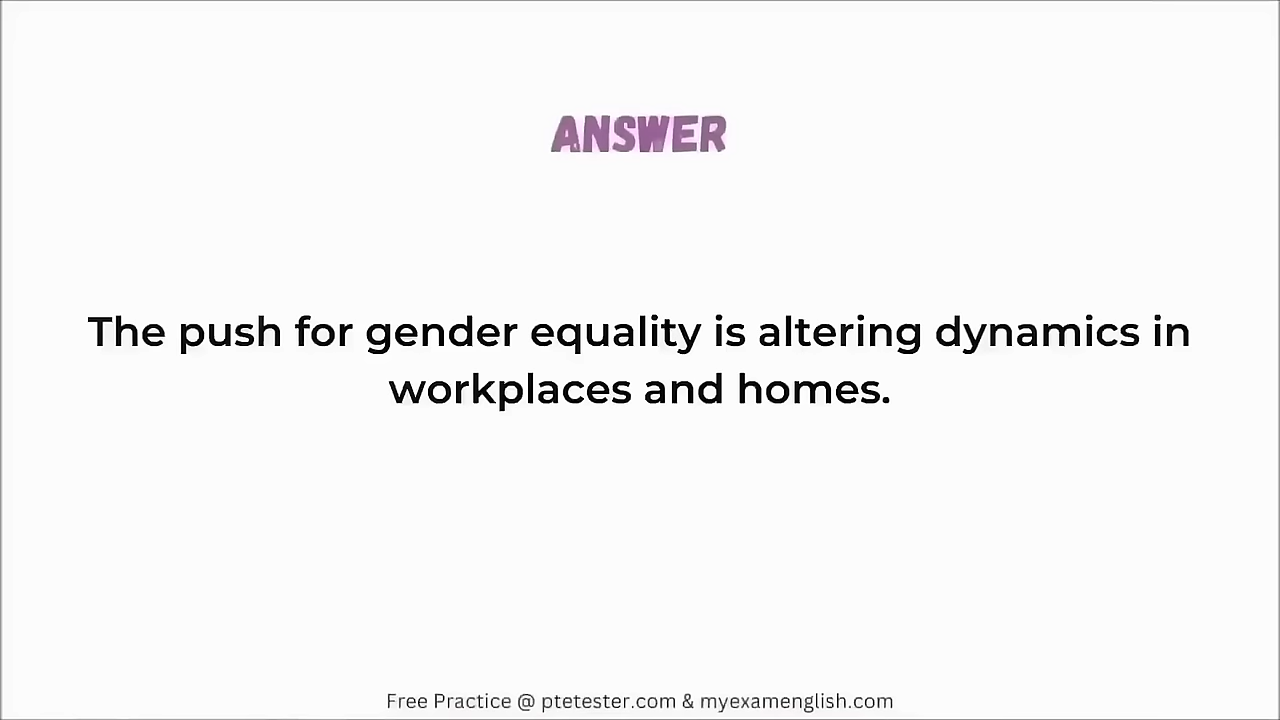 ANSWER
The push for gender equality is altering dynamics in
workplaces and homes.
Free Practice @ ptetester.com & myexamenglish.com